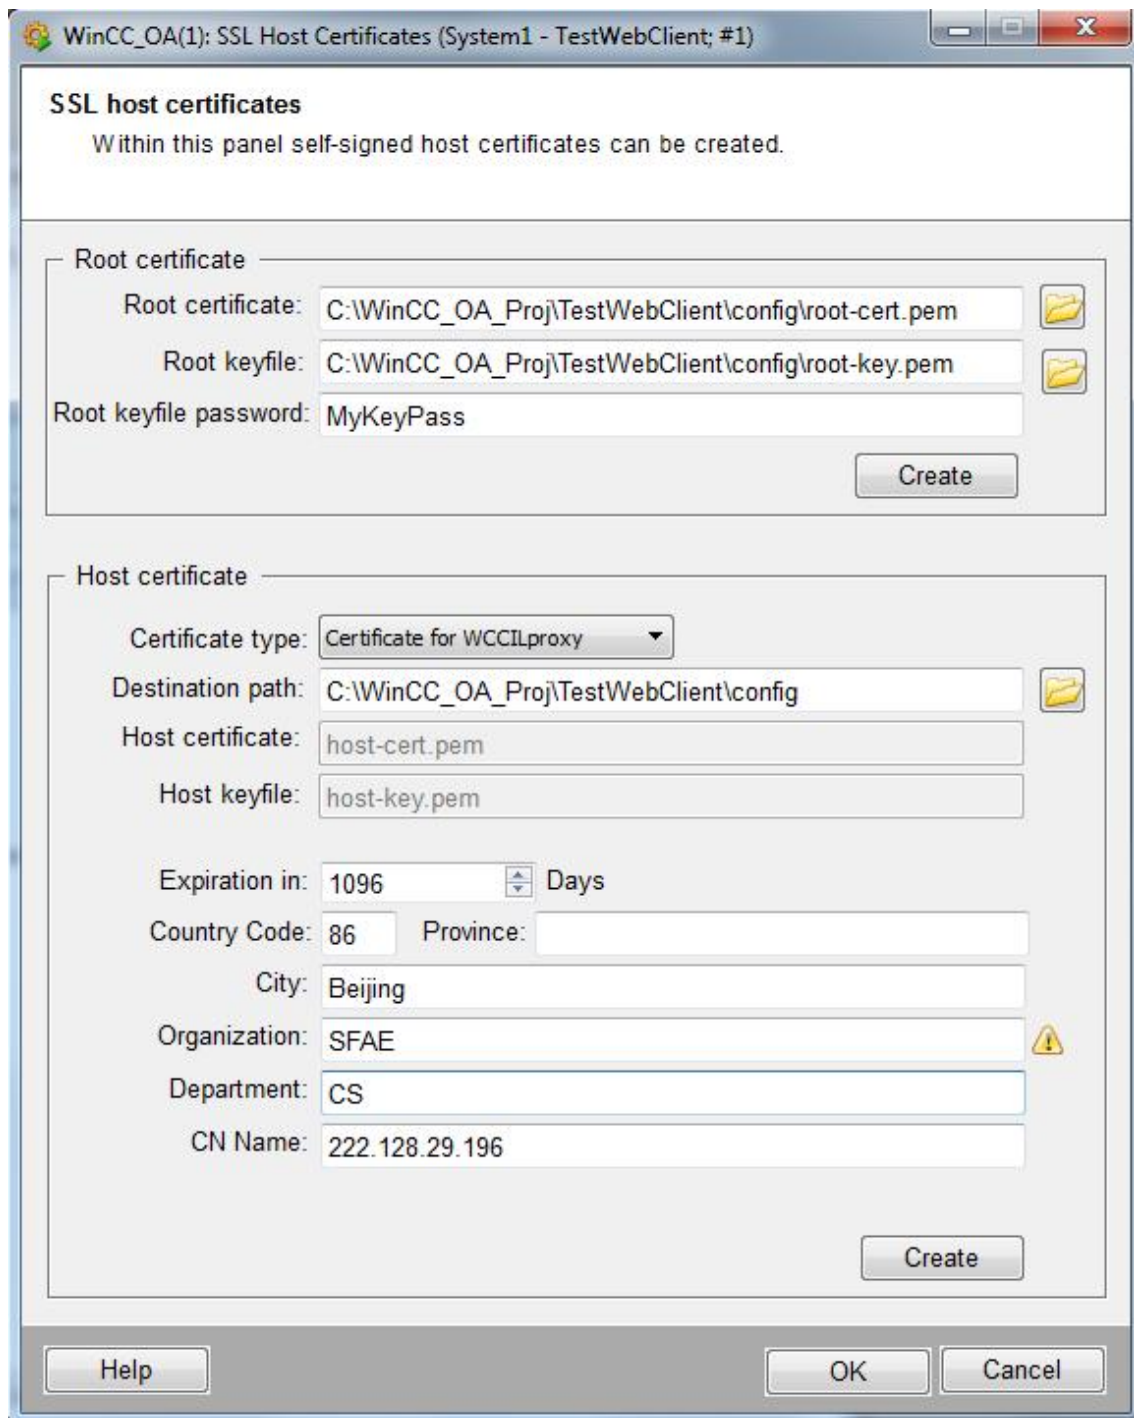 WinCC_OA(1): SSL Host Certificates (System1 - TestWebClient; #1)
SSL host certificates
Within this panel self-signed host certificates can be created.
Root certificate
Root certificate: C:\WinCC_OA_Proj\TestWebClient\config\root-cert.pem
Root keyfile: C:\WinCC_OA_Proj\TestWebClient\config\root-key.pem
Root keyfile password: MyKeyPass
Create
Host certificate
Certificate type: Certificate for WCCILproxy
Destination path: C:\WinCC_OA_Proj\TestWebClient\config
Host certificate: host-cert.pem
Host keyfile: host-key.pem
Expiration in: 1096 Days
Country Code: 86 Province:
City: Beijing
Organization: SFAE
Department: CS
CN Name: 222.128.29.196
Create
Help OK Cancel